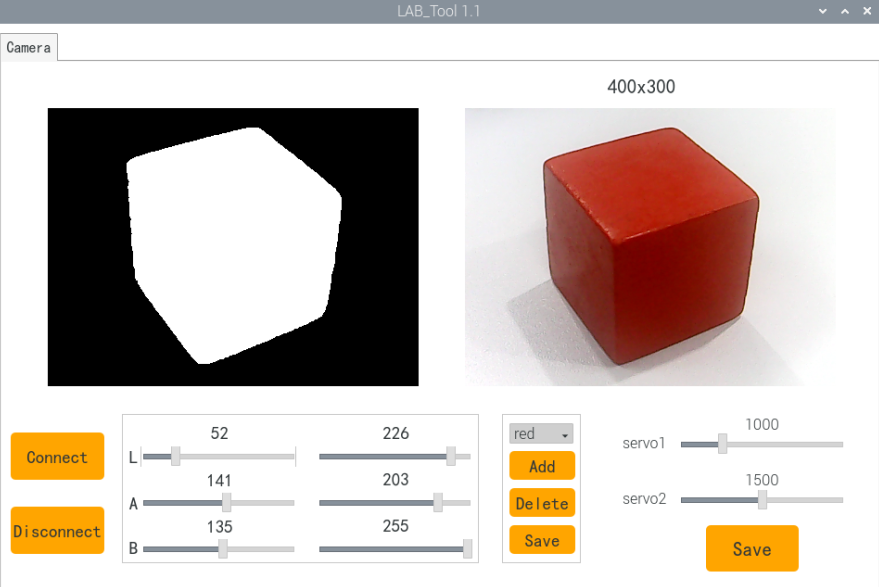 LAB_Tool 1.1
Camera
400x300
Connect
Disconnect
52 226
L
141 203
A
135 255
B
red
Add
Delete
Save
1000
servo1
1500
servo2
Save